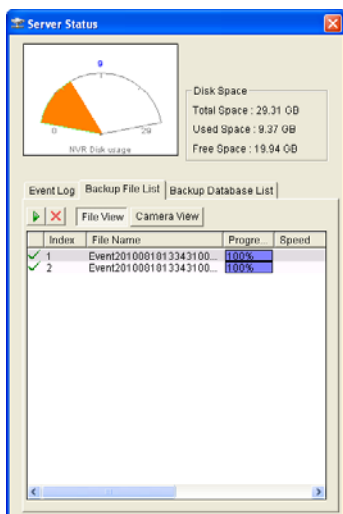 Server Status
9
0
29
NVR Disk usage
Disk Space
Total Space : 29.31 GB
Used Space : 9.37 GB
Free Space : 19.94 GB
Event Log Backup File List Backup Database List
File View Camera View
Index File Name Progre... Speed
1 Event2010081813343100... 100%
2 Event2010081813343100... 100%